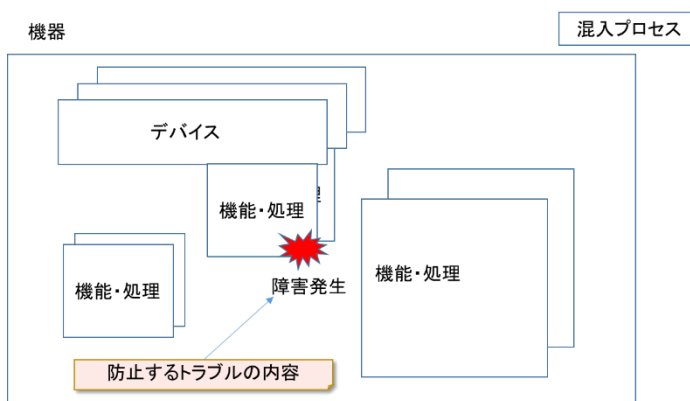 機器
混入プロセス
デバイス
理
機能・処理
機能・処理
機能・処理
障害発生
防止するトラブルの内容